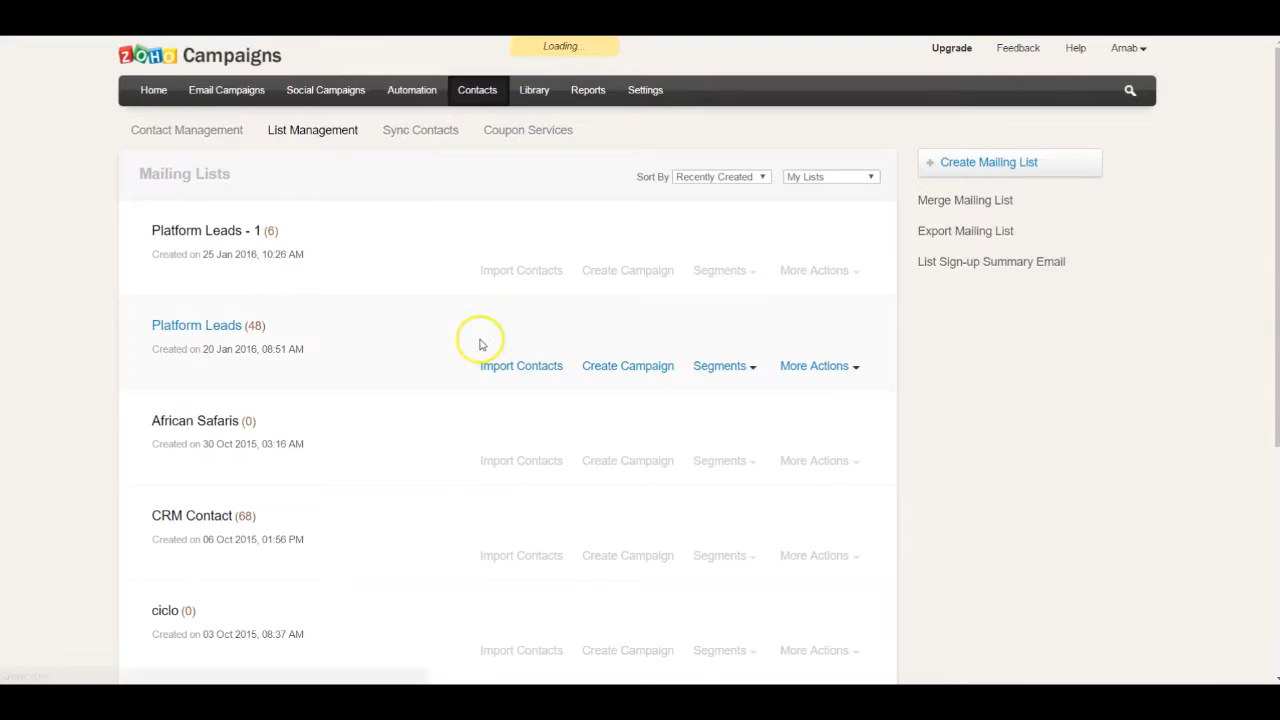 ZOHO Campaigns
Loading...
Upgrade Feedback Help Arnab
Home Email Campaigns Social Campaigns Automation Contacts Library Reports Settings
Contact Management List Management Sync Contacts Coupon Services
Mailing Lists
Sort By Recently Created My Lists
Create Mailing List
Merge Mailing List
Export Mailing List
List Sign-up Summary Email
Platform Leads - 1 (6)
Created on 25 Jan 2016, 10:26 AM
Import Contacts Create Campaign Segments More Actions
Platform Leads (48)
Created on 20 Jan 2016, 08:51 AM
Import Contacts Create Campaign Segments More Actions
African Safaris (0)
Created on 30 Oct 2015, 03:16 AM
Import Contacts Create Campaign Segments More Actions
CRM Contact (68)
Created on 06 Oct 2015, 01:56 PM
Import Contacts Create Campaign Segments More Actions
ciclo (0)
Created on 03 Oct 2015, 08:37 AM
Import Contacts Create Campaign Segments More Actions